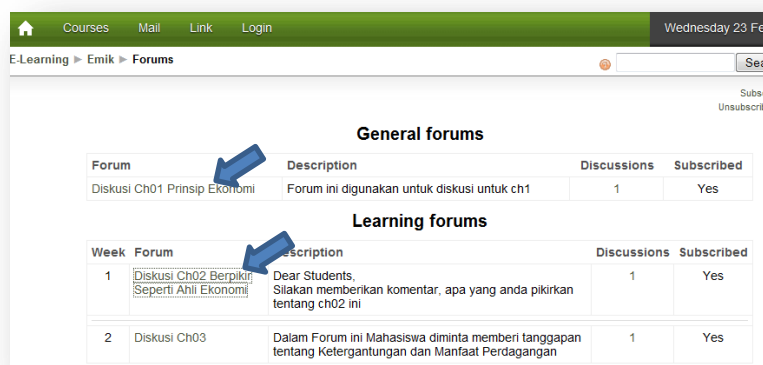 Courses Mail Link Login Wednesday 23 Fe
E-Learning ► Emik ► Forums
Sea
Subs
Unsubscrib
General forums
Forum Description Discussions Subscribed
Diskusi Ch01 Prinsip Ekonomi Forum ini digunakan untuk diskusi untuk ch1 1 Yes
Learning forums
Week Forum Description Discussions Subscribed
1 Diskusi Ch02 Berpikir Dear Students, 1 Yes
Seperti Ahli Ekonomi Silakan memberikan komentar, apa yang anda pikirkan
tentang ch02 ini
2 Diskusi Ch03 Dalam Forum ini Mahasiswa diminta memberi tanggapan 1 Yes
tentang Ketergantungan dan Manfaat Perdagangan